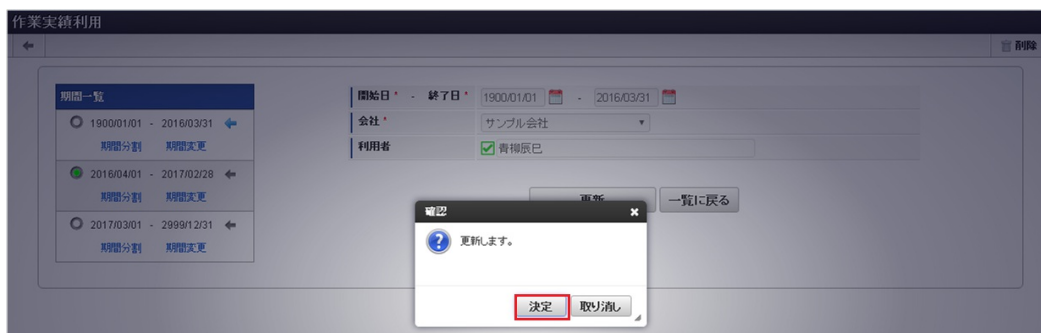 作業実績利用
削除
期間一覧
1900/01/01 - 2016/03/31
期間分割 期間変更
2016/04/01 - 2017/02/28
期間分割 期間変更
2017/03/01 - 2999/12/31
期間分割 期間変更
開始日 * - 終了日 * 1900/01/01 - 2016/03/31
会社 * サンプル会社
利用者 青柳辰巳
更新 一覧に戻る
確認
更新します。
決定 取り消し